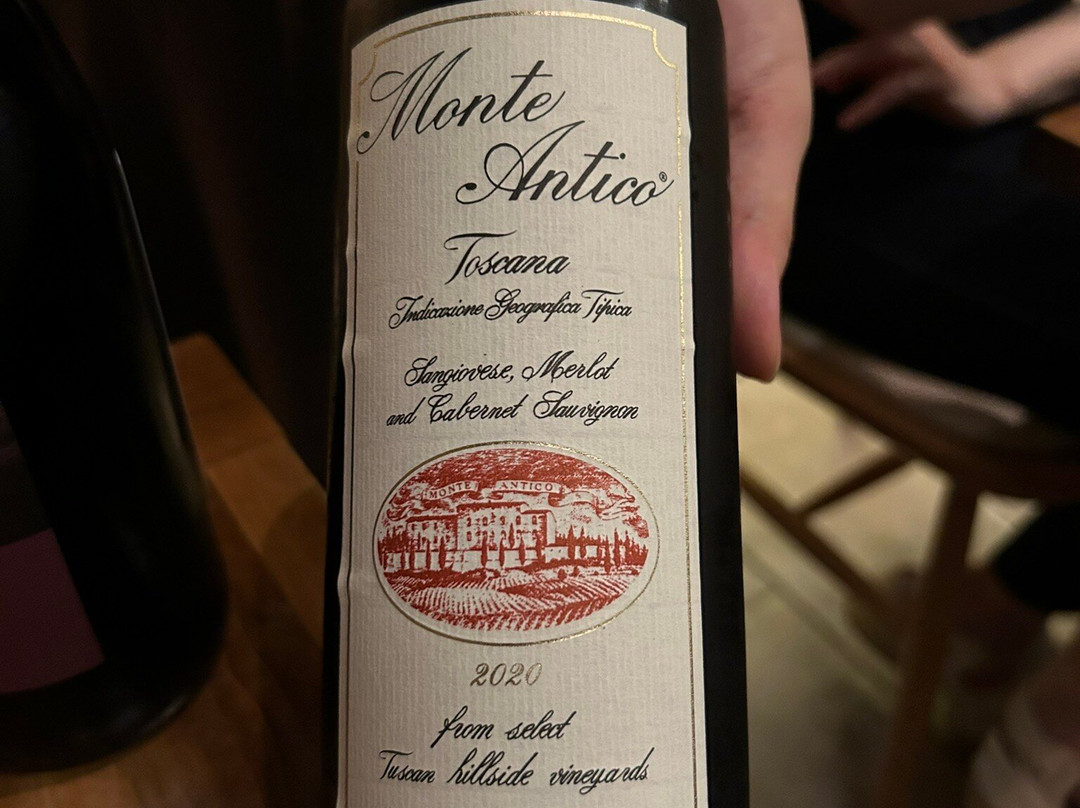 Monte
Antico®
Toscana
Indicazione Geografica Tipica
Sangiovese, Merlot
and Cabernet Sauvignon
MONTE ANTICO
2020
from select
Tuscan hillside vineyards